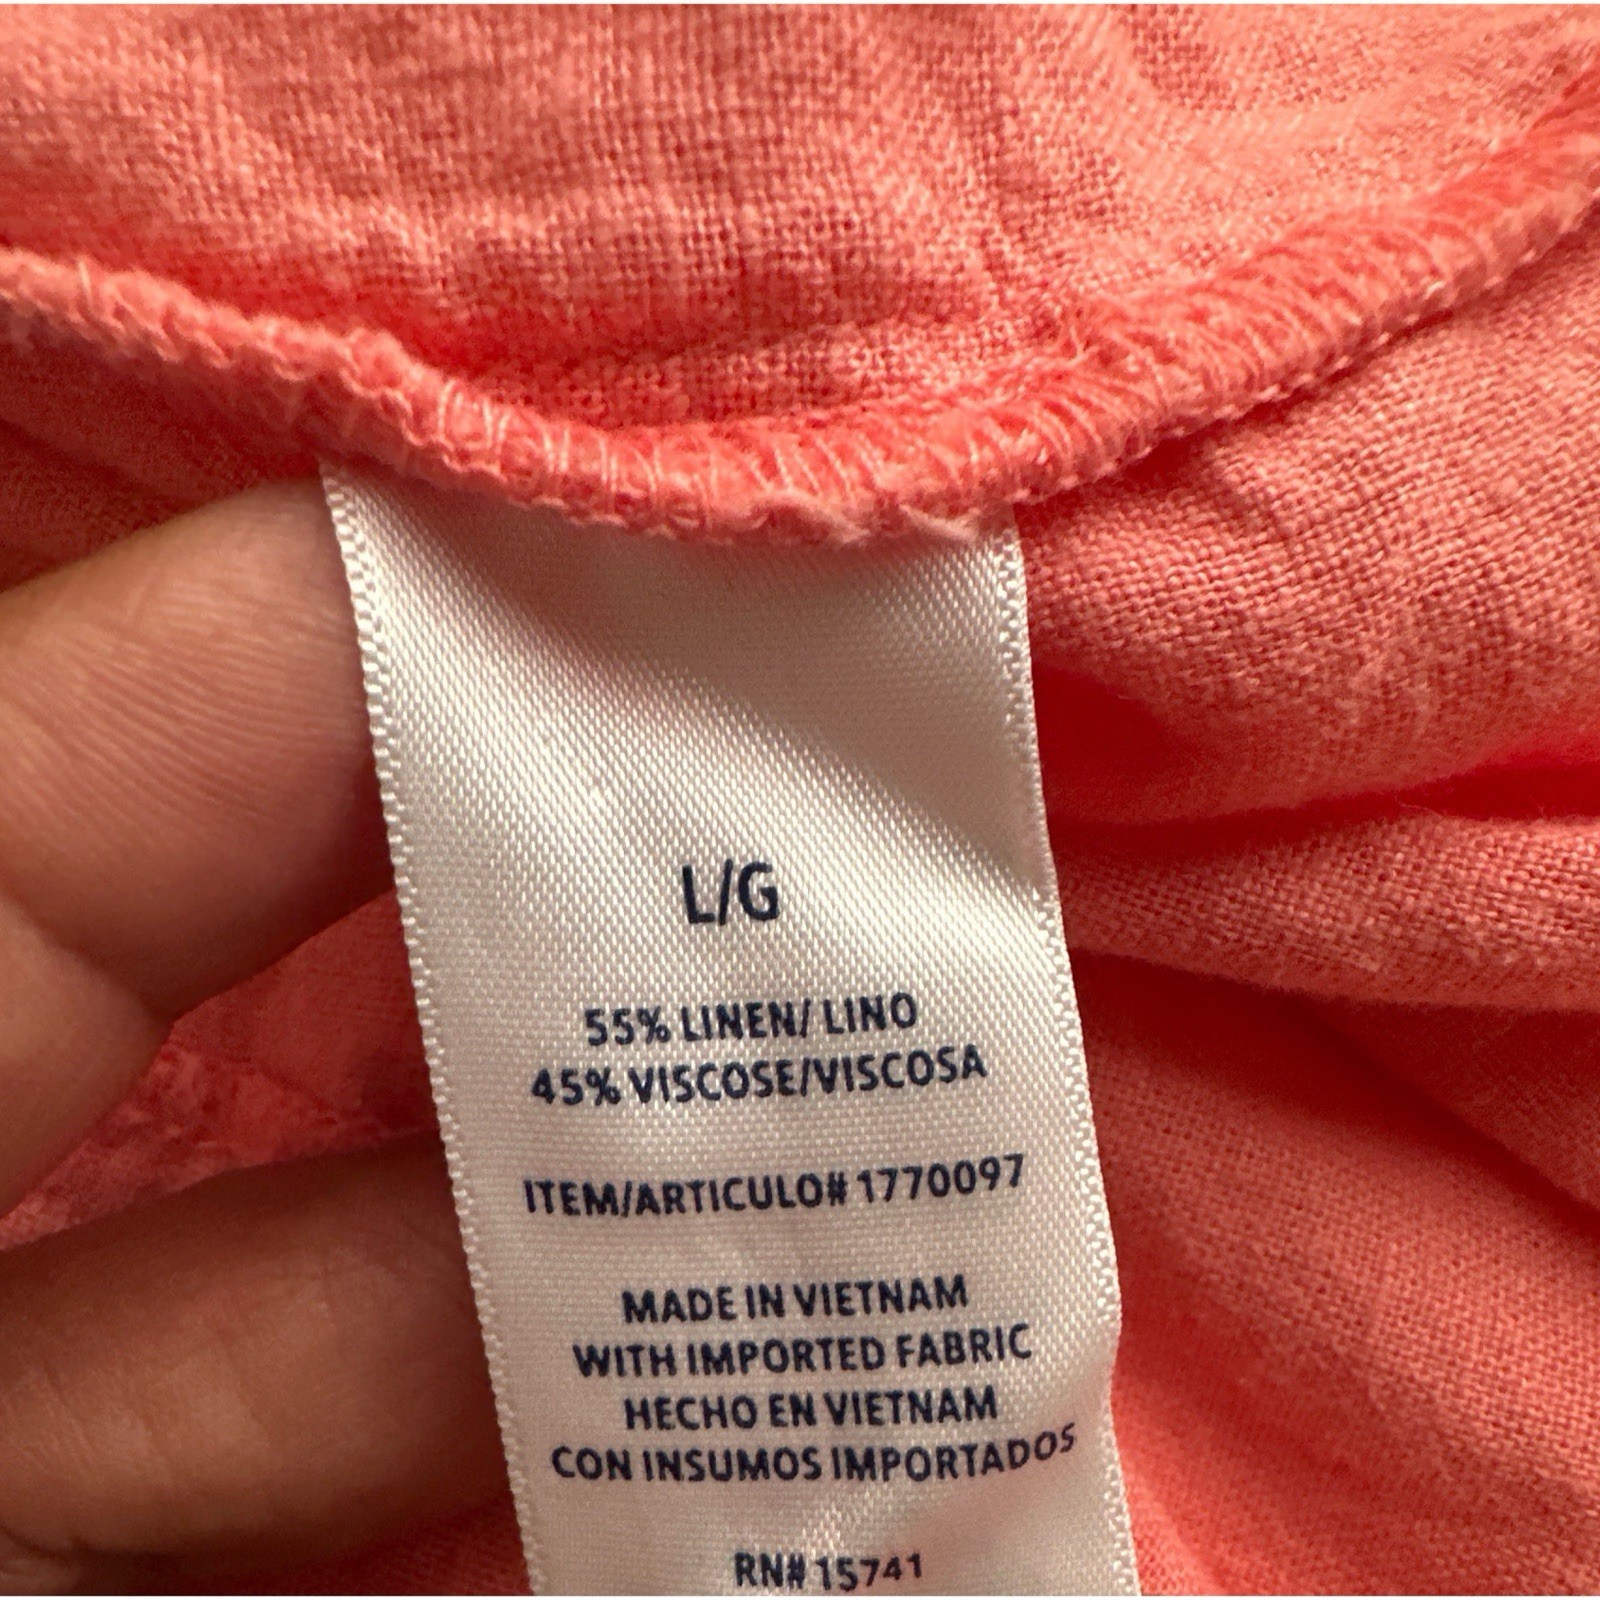 L/G
55% LINEN/ LINO
45% VISCOSE/VISCOSA
ITEM/ARTICULO# 1770097
MADE IN VIETNAM
WITH IMPORTED FABRIC
HECHO EN VIETNAM
CON INSUMOS IMPORTADOS
RN# 15741